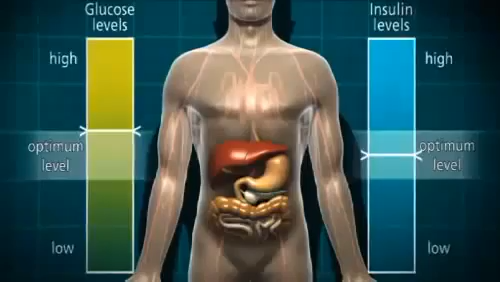 Glucose
levels
high
optimum
level
low
Insulin
levels
high
optimum
level
low